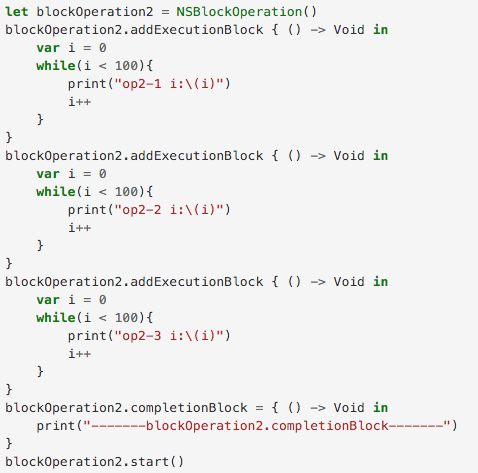 let blockOperation2 = NSBlockOperation()
blockOperation2.addExecutionBlock { () -> Void in
    var i = 0
    while(i < 100){
        print("op2-1 i:\(i)")
        i++
    }
}
blockOperation2.addExecutionBlock { () -> Void in
    var i = 0
    while(i < 100){
        print("op2-2 i:\(i)")
        i++
    }
}
blockOperation2.addExecutionBlock { () -> Void in
    var i = 0
    while(i < 100){
        print("op2-3 i:\(i)")
        i++
    }
}
blockOperation2.completionBlock = { () -> Void in
    print("-------blockOperation2.completionBlock-------")
}
blockOperation2.start()